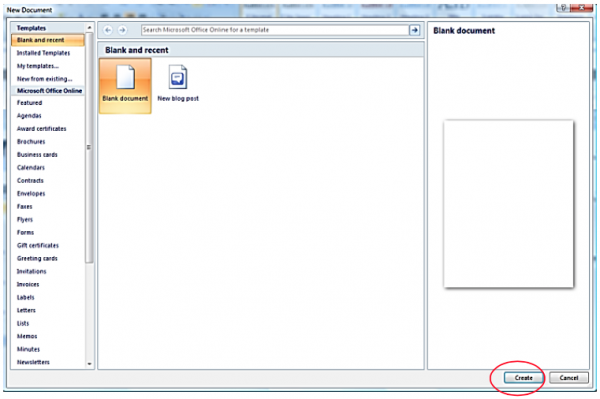 New Document
Templates
Blank and recent
Installed Templates
My templates...
New from existing...
Microsoft Office Online
Featured
Agendas
Award certificates
Brochures
Business cards
Calendars
Contracts
Envelopes
Faxes
Flyers
Forms
Gift certificates
Greeting cards
Invitations
Invoices
Labels
Letters
Lists
Memos
Minutes
Newsletters
Search Microsoft Office Online for a template
Blank and recent
Blank document
New blog post
Blank document
Create
Cancel